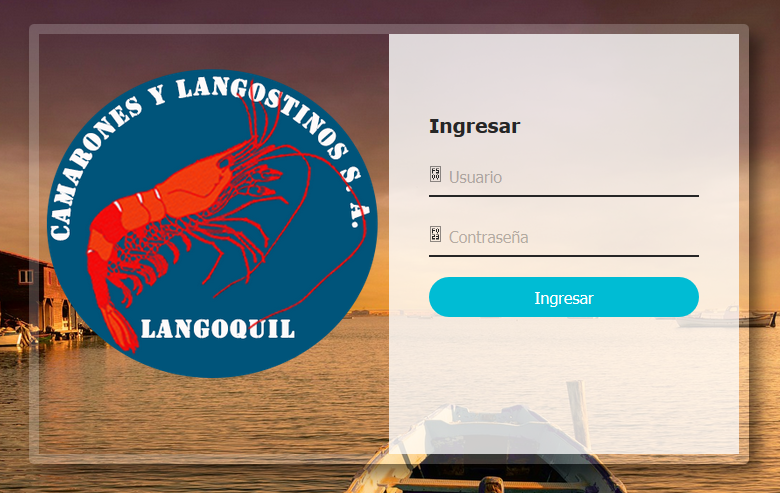 CAMARONES Y LANGOSTINOS S. A.
LANGOQUIL
Ingresar
Usuario
Contraseña
Ingresar